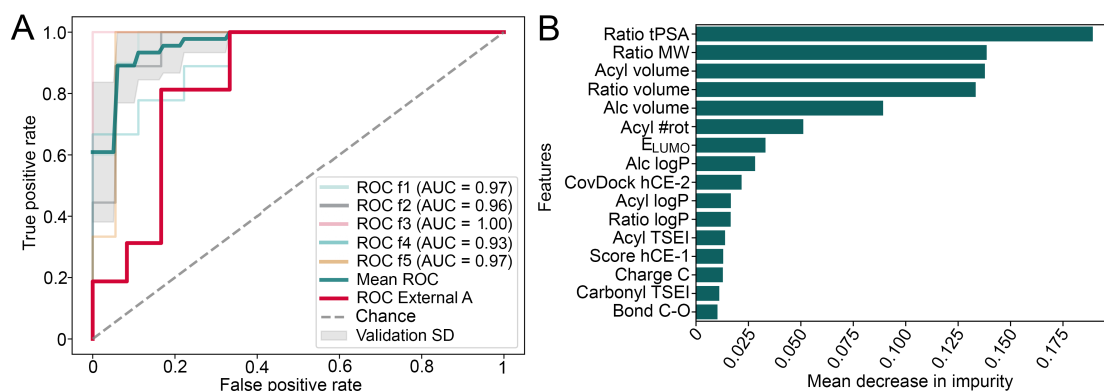 A
True positive rate
1.0
0.8
0.6
0.4
0.2
0
0
0.2
0.4
0.6
0.8
1
False positive rate
ROC f1 (AUC = 0.97)
ROC f2 (AUC = 0.96)
ROC f3 (AUC = 1.00)
ROC f4 (AUC = 0.93)
ROC f5 (AUC = 0.97)
Mean ROC
ROC External A
Chance
Validation SD
B
Features
Ratio tPSA
Ratio MW
Acyl volume
Ratio volume
Alc volume
Acyl #rot
E_LUMO
Alc logP
CovDock hCE-2
Acyl logP
Ratio logP
Acyl TSEI
Score hCE-1
Charge C
Carbonyl TSEI
Bond C-O
0
0.025
0.050
0.075
0.100
0.125
0.150
0.175
Mean decrease in impurity